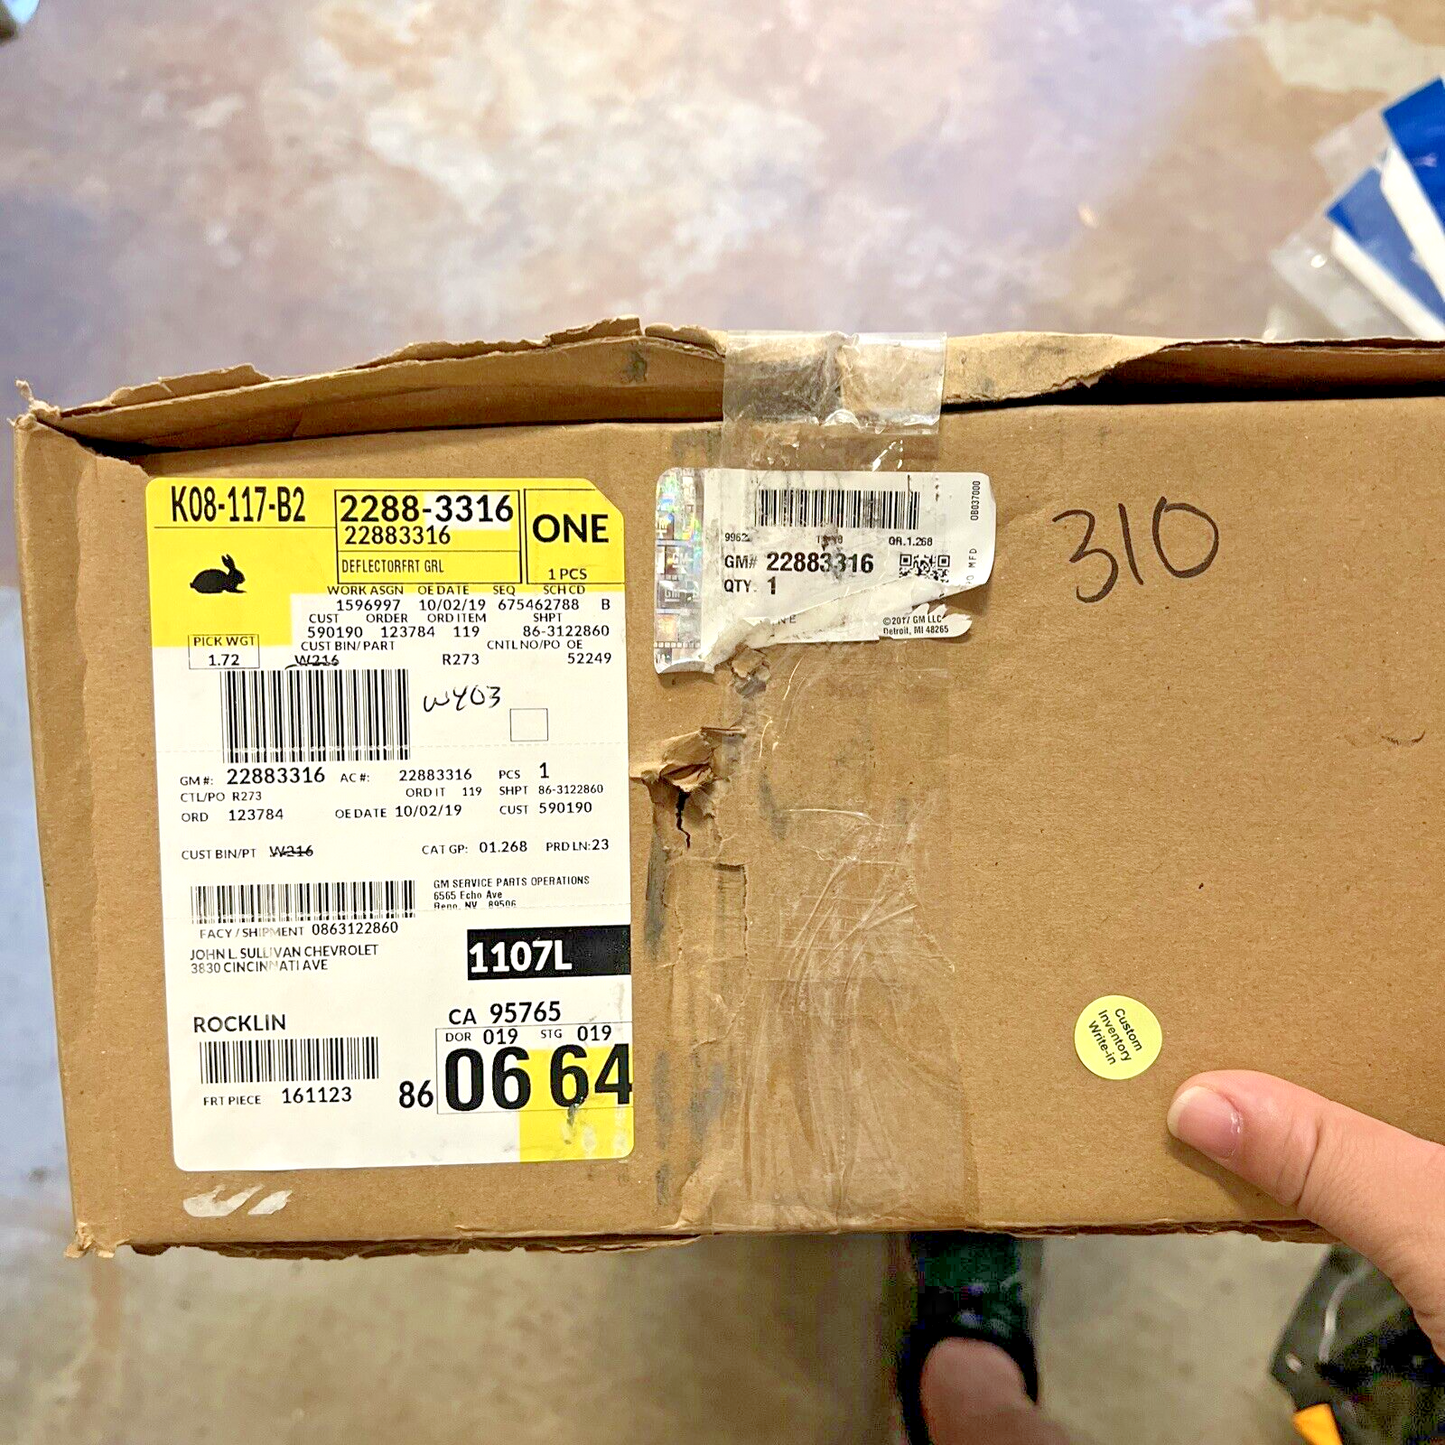 K08-117-B2
2288-3316
22883316
DEFLECTORFRT GRL
ONE
1 PCS
WORK ASGN OE DATE SEQ SCH CD
1596997 10/02/19 675462788 B
CUST ORDER ORD ITEM SHPT
590190 123784 119 86-3122860
PICK WGT
1.72
CUST BIN/PART CNTLNO/PO OE
W216 R273 52249
W403
GM #: 22883316 AC #: 22883316 PCS 1
CTL/PO R273 ORD IT 119 SHPT 86-3122860
ORD 123784 OE DATE 10/02/19 CUST 590190
CUST BIN/PT W216 CAT GP: 01.268 PRD LN:23
GM SERVICE PARTS OPERATIONS
6565 Echo Ave
Reno, NV 89506
FACY / SHIPMENT 0863122860
JOHN L SULLIVAN CHEVROLET
3830 CINCINNATI AVE
1107L
ROCKLIN CA 95765
DOR 019 STG 019
FRT PIECE 161123
86 06 64
GR.1.268
GM# 22883316
QTY. 1
©2017 GM LLC
Detroit, MI 48265
0B037000
MFD
310
Custom
Inventory
Write-in